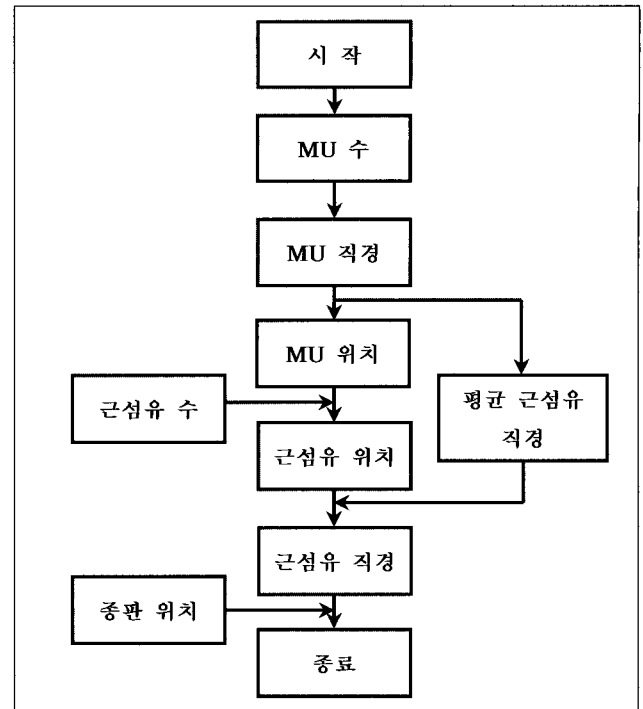 시 작
MU 수
MU 직경
MU 위치
근섬유 수
평균 근섬유
직경
근섬유 위치
근섬유 직경
종판 위치
종료